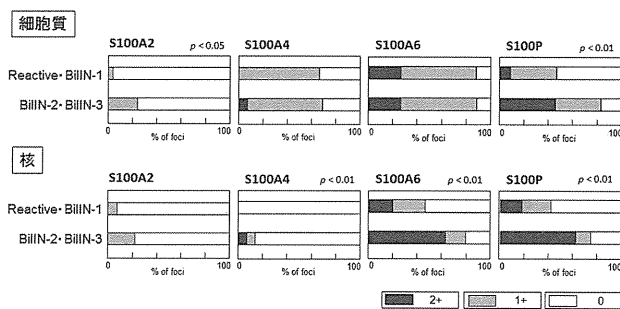 細胞質
S100A2 p < 0.05 S100A4 S100A6 S100P p < 0.01
Reactive・BilIN-1
BilIN-2・BilIN-3
0 100 0 100 0 100 0 100
% of foci % of foci % of foci % of foci
核
S100A2 S100A4 p < 0.01 S100A6 p < 0.01 S100P p < 0.01
Reactive・BilIN-1
BilIN-2・BilIN-3
0 100 0 100 0 100 0 100
% of foci % of foci % of foci % of foci
2+ 1+ 0